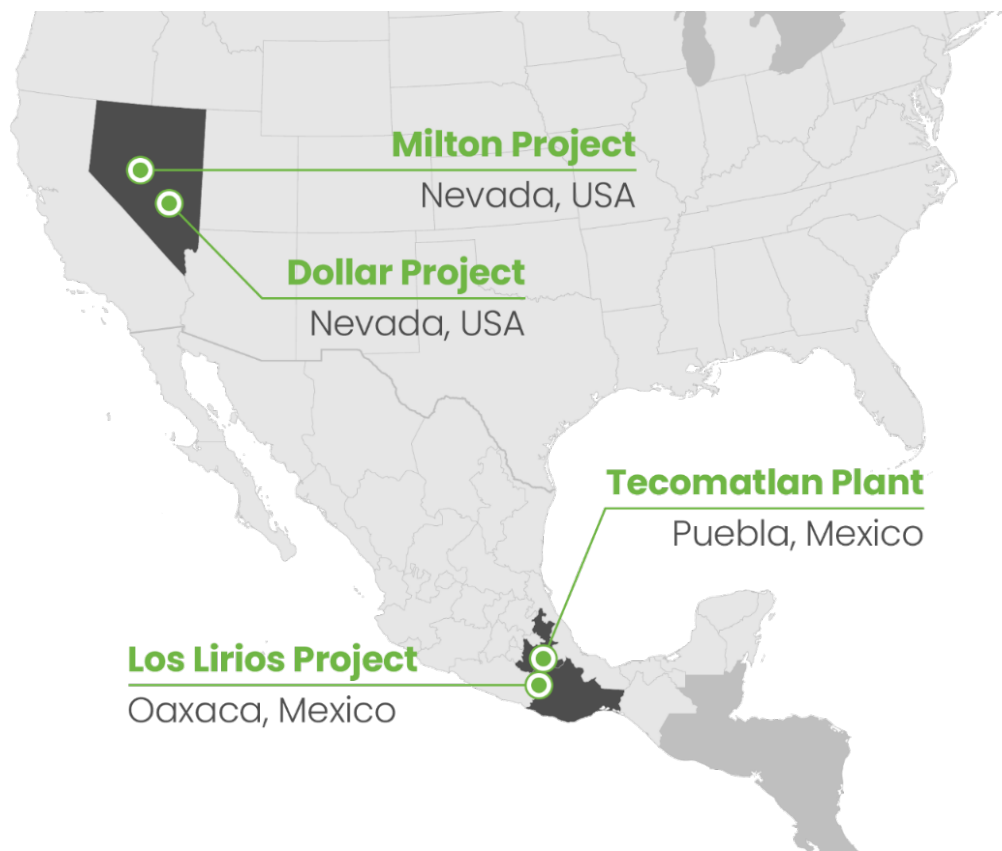 Milton Project
Nevada, USA
Dollar Project
Nevada, USA
Tecomatlan Plant
Puebla, Mexico
Los Lirios Project
Oaxaca, Mexico